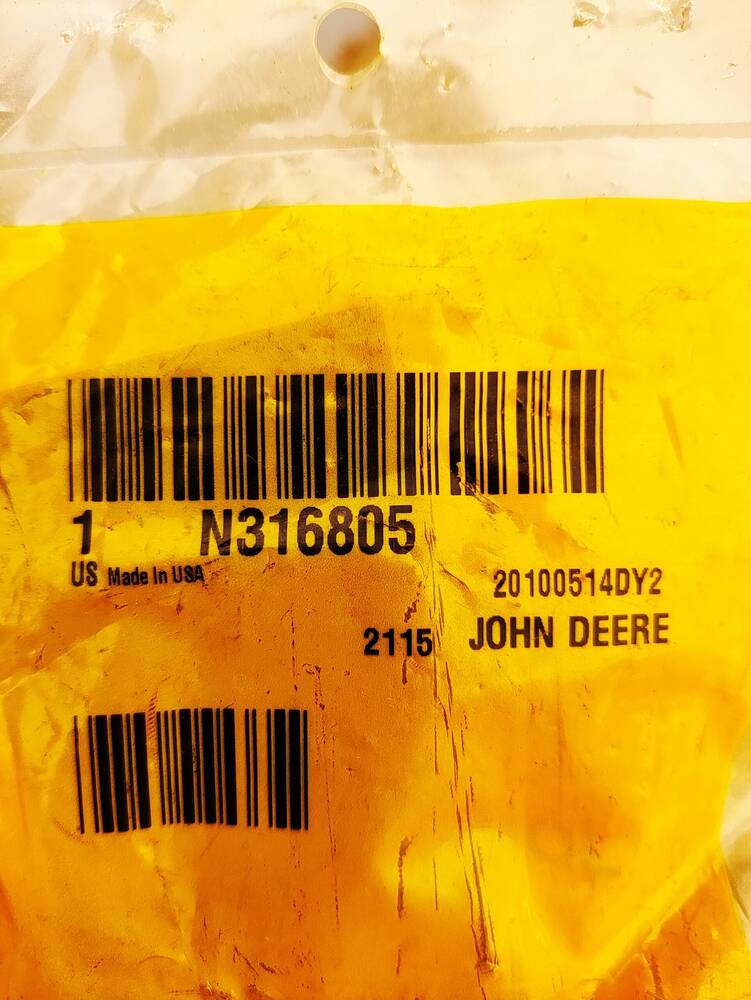 1 N316805
US Made In USA
20100514DY2
2115 JOHN DEERE